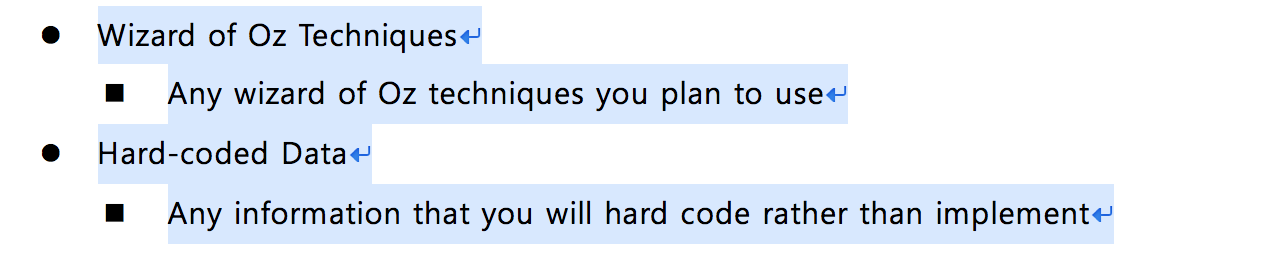 ● Wizard of Oz Techniques↵
■ Any wizard of Oz techniques you plan to use↵
● Hard-coded Data↵
■ Any information that you will hard code rather than implement↵